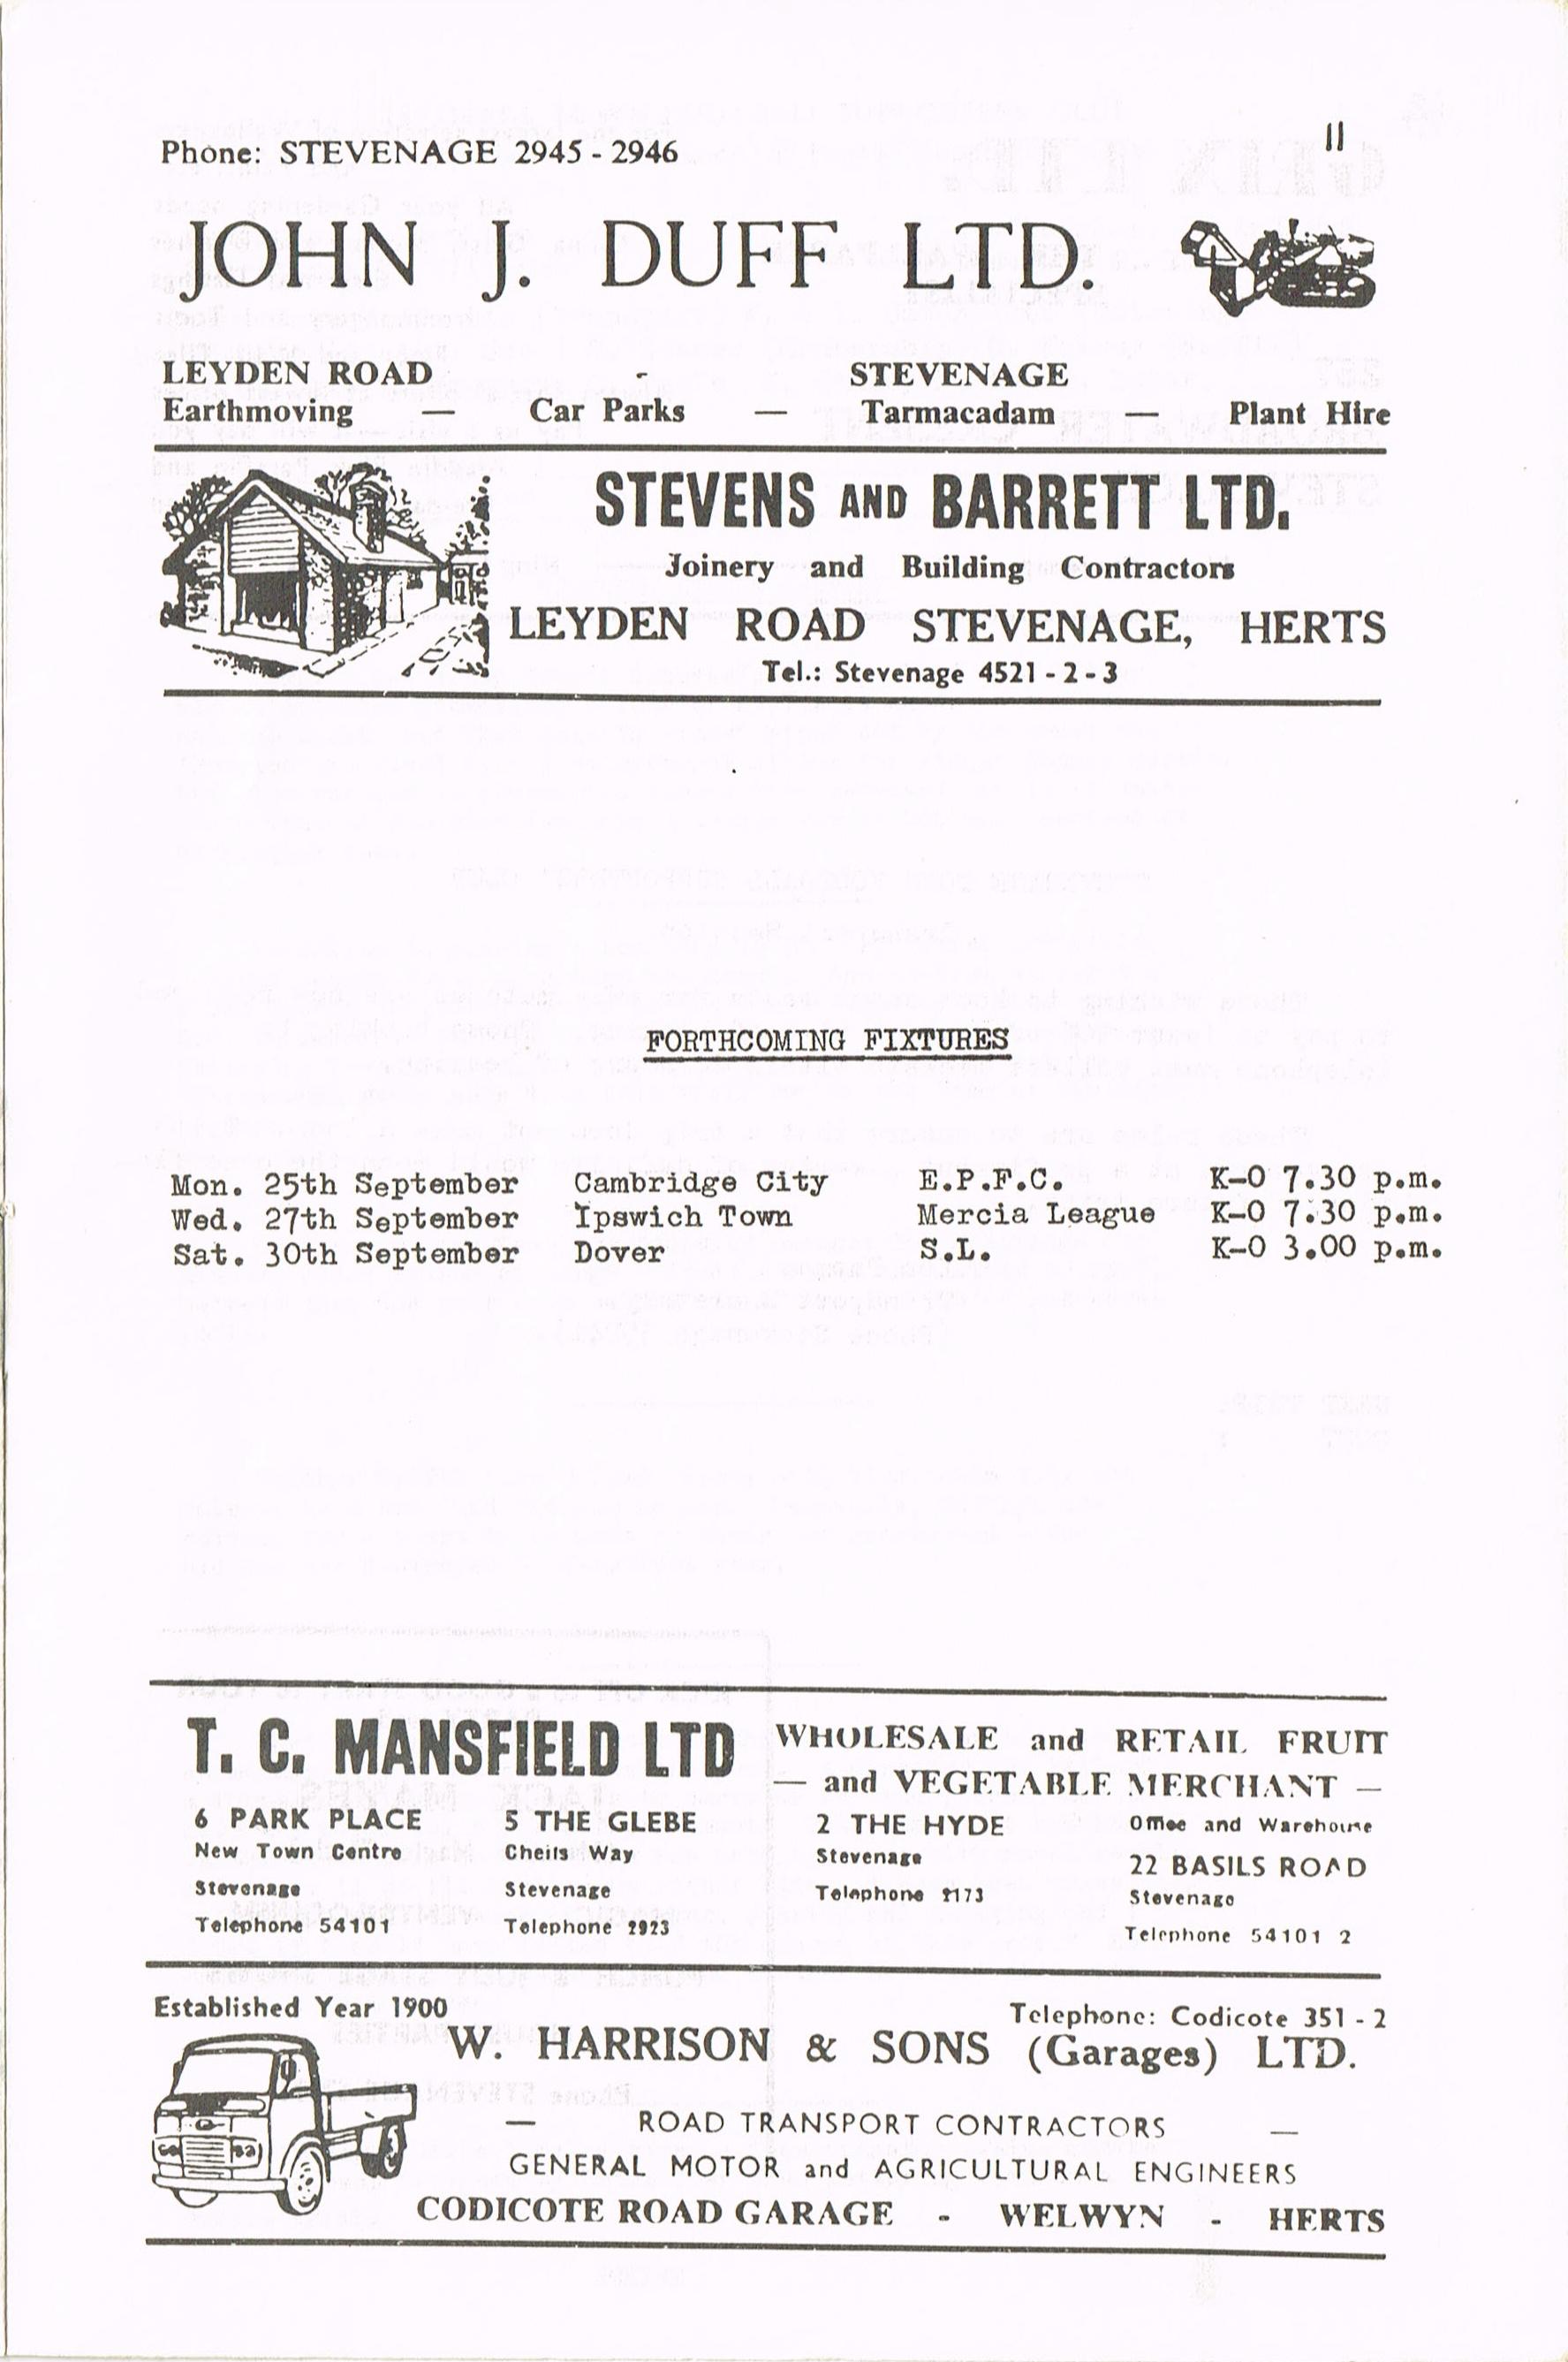 11
Phone: STEVENAGE 2945 - 2946
JOHN J. DUFF LTD.
LEYDEN ROAD - STEVENAGE
Earthmoving — Car Parks — Tarmacadam — Plant Hire
STEVENS AND BARRETT LTD.
Joinery and Building Contractors
LEYDEN ROAD STEVENAGE, HERTS
Tel.: Stevenage 4521 - 2 - 3
FORTHCOMING FIXTURES
Mon. 25th September Cambridge City E.P.F.C. K-O 7.30 p.m.
Wed. 27th September Ipswich Town Mercia League K-O 7.30 p.m.
Sat. 30th September Dover S.L. K-O 3.00 p.m.
T. C. MANSFIELD LTD
WHOLESALE and RETAIL FRUIT
— and VEGETABLE MERCHANT —
6 PARK PLACE
New Town Centre
Stevenage
Telephone 54101
5 THE GLEBE
Chells Way
Stevenage
Telephone 2923
2 THE HYDE
Stevenage
Telephone
Office and Warehouse
22 BASILS ROAD
Stevenage
Telephone 54101 2
Established Year 1900
Telephone: Codicote 351 - 2
W. HARRISON & SONS (Garages) LTD.
— ROAD TRANSPORT CONTRACTORS —
GENERAL MOTOR and AGRICULTURAL ENGINEERS
CODICOTE ROAD GARAGE - WELWYN - HERTS